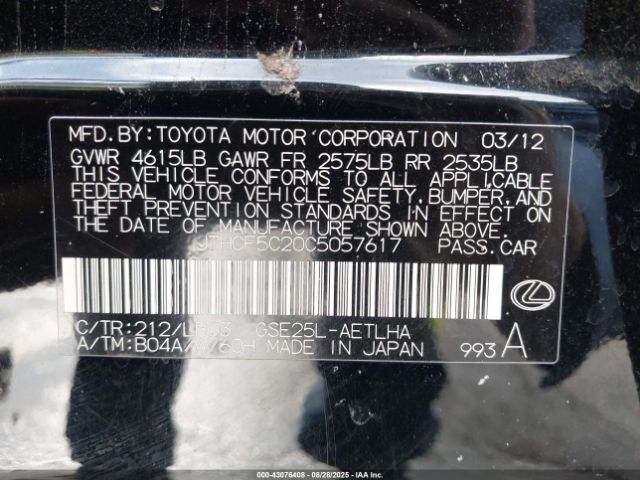 MFD.BY:TOYOTA MOTOR CORPORATION 03/12
GVWR 4615LB GAWR FR 2575LB RR 2535LB
THIS VEHICLE CONFORMS TO ALL APPLICABLE
FEDERAL MOTOR VEHICLE SAFETY,BUMPER,AND
THEFT PREVENTION STANDARDS IN EFFECT ON
THE DATE OF MANUFACTURE SHOWN ABOVE.
JTHCF5C20C5057617 PASS.CAR
C/TR:212/ GSE25L-AETLHA
A/TM: MADE IN JAPAN 993 A
000-43076408 08/28/2025 IAA Inc.